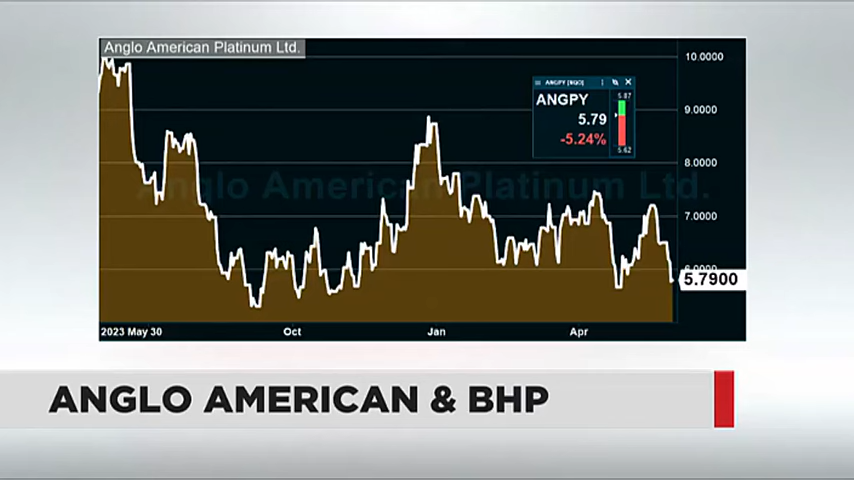 Anglo American Platinum Ltd.
10.0000
ANGPY [NQO]
5.87
ANGPY
9.0000
5.79
-5.24%
5.62
8.0000
Anglo American Platinum Ltd.
7.0000
6.0000
5.7900
2023 May 30
Oct
Jan
Apr
ANGLO AMERICAN & BHP